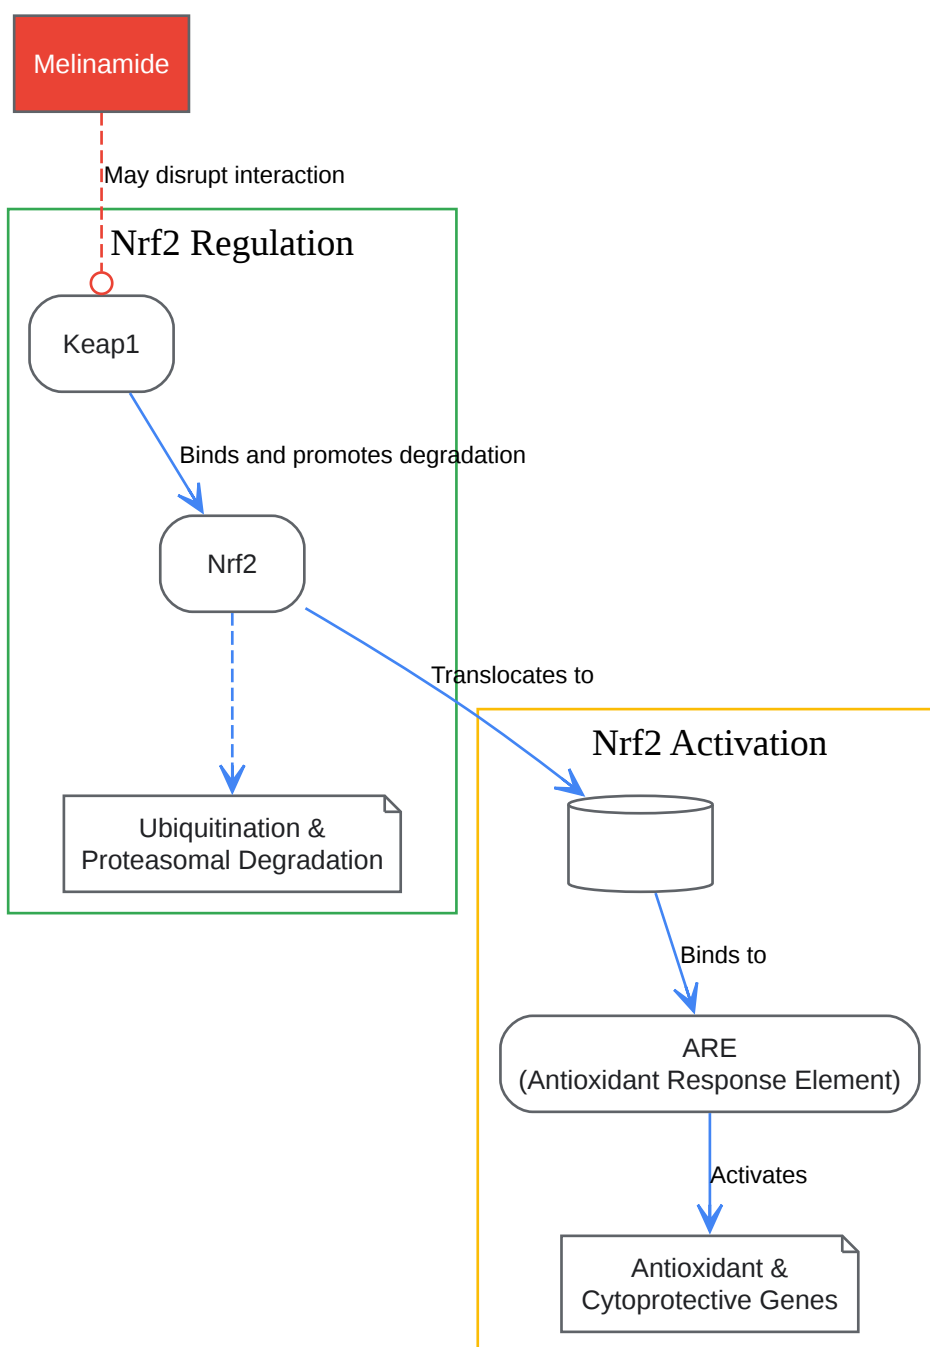 Melinamide
May disrupt interaction
Nrf2 Regulation
Keap1
Binds and promotes degradation
Nrf2
Translocates to
Nrf2 Activation
Ubiquitination &
Proteasomal Degradation
Binds to
ARE
(Antioxidant Response Element)
Activates
Antioxidant &
Cytoprotective Genes